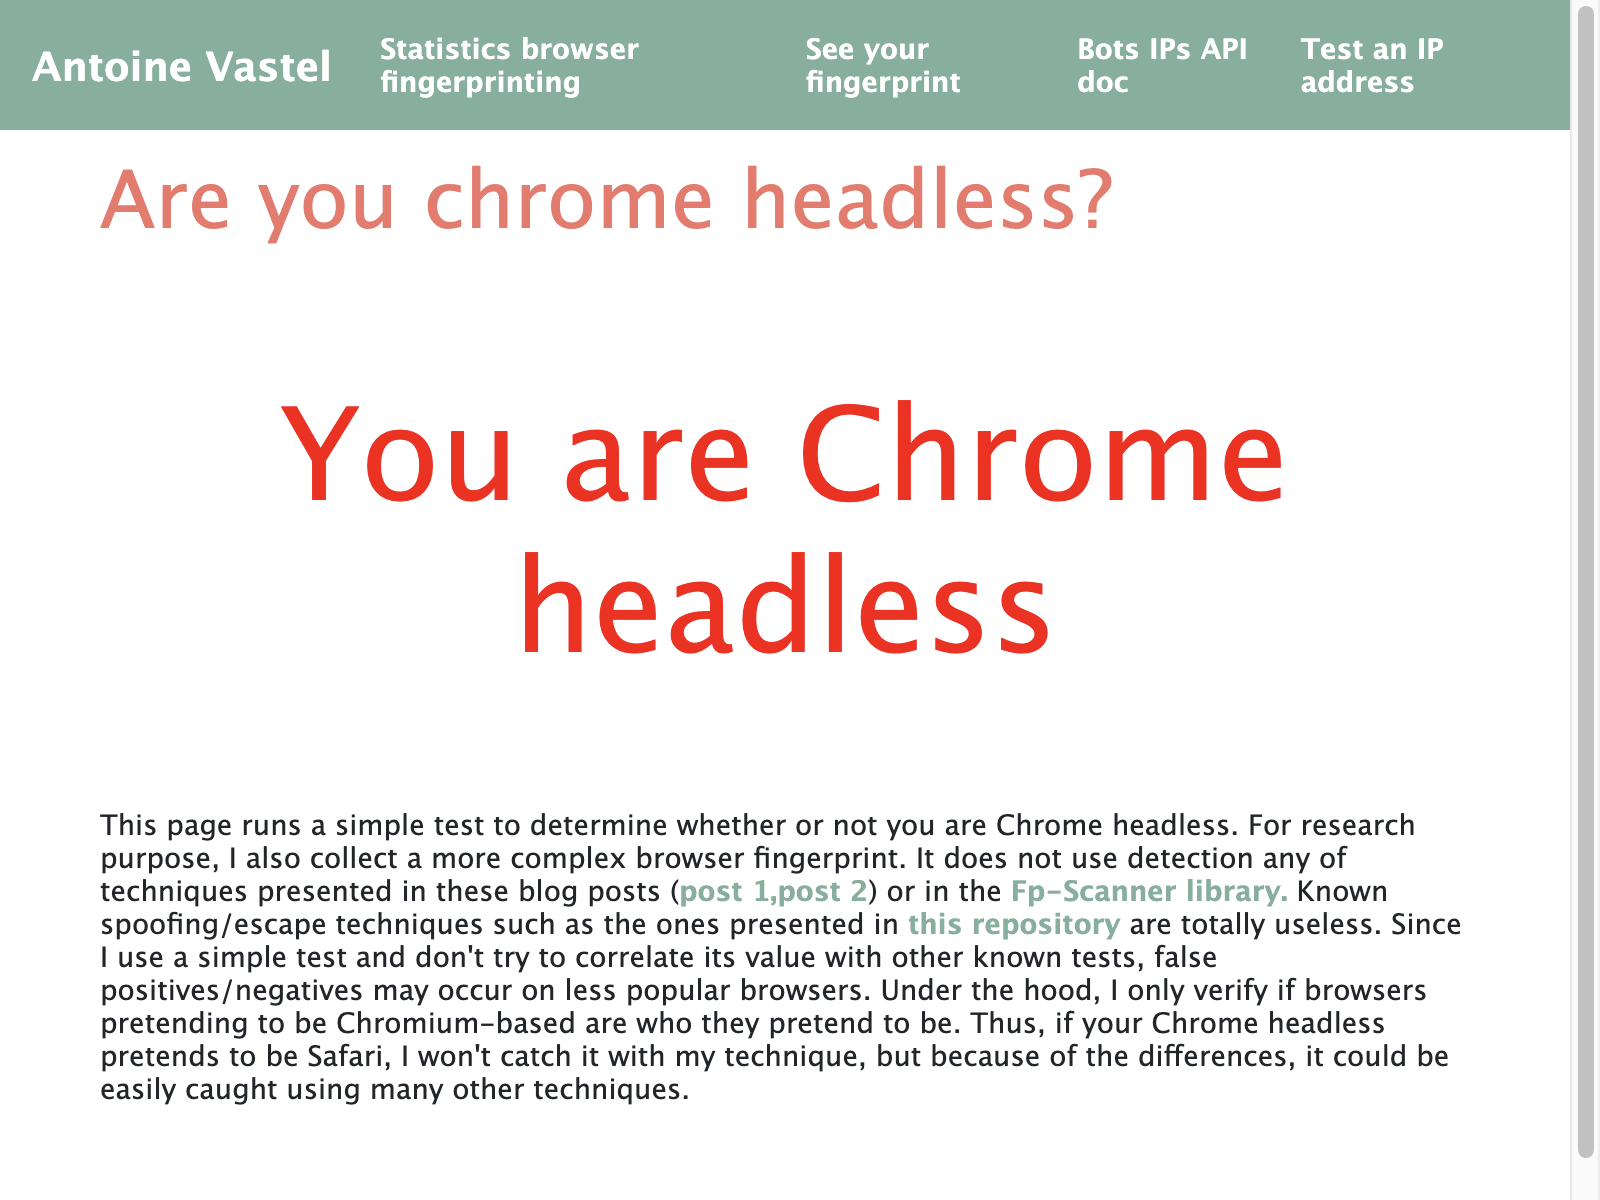 Antoine Vastel
Statistics browser
fingerprinting
See your
fingerprint
Bots IPs API
doc
Test an IP
address
Are you chrome headless?
You are Chrome
headless
This page runs a simple test to determine whether or not you are Chrome headless. For research
purpose, I also collect a more complex browser fingerprint. It does not use detection any of
techniques presented in these blog posts (post 1,post 2) or in the Fp-Scanner library. Known
spoofing/escape techniques such as the ones presented in this repository are totally useless. Since
I use a simple test and don't try to correlate its value with other known tests, false
positives/negatives may occur on less popular browsers. Under the hood, I only verify if browsers
pretending to be Chromium-based are who they pretend to be. Thus, if your Chrome headless
pretends to be Safari, I won't catch it with my technique, but because of the differences, it could be
easily caught using many other techniques.